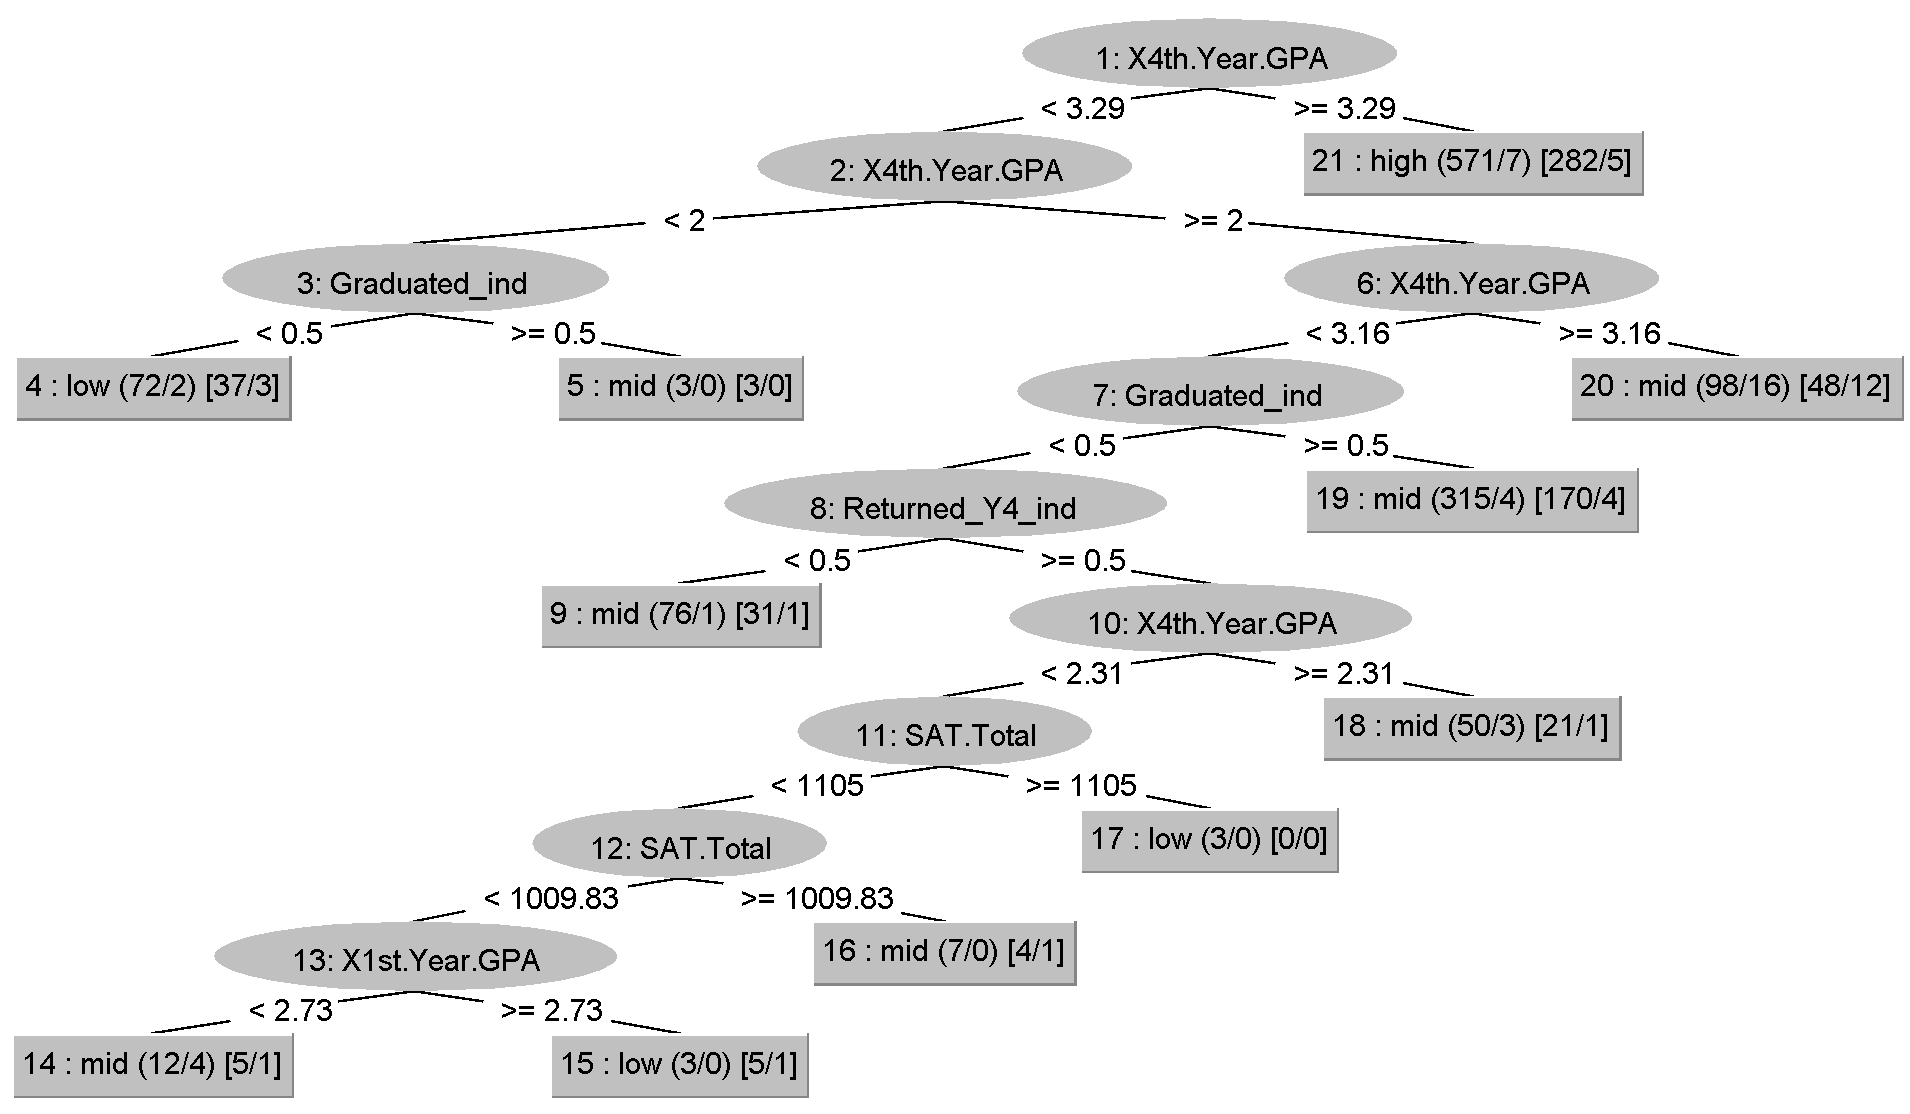 1: X4th.Year.GPA
< 3.29
>= 3.29
2: X4th.Year.GPA
21 : high (571/7) [282/5]
< 2
>= 2
3: Graduated_ind
6: X4th.Year.GPA
< 0.5
>= 0.5
< 3.16
>= 3.16
4 : low (72/2) [37/3]
5 : mid (3/0) [3/0]
7: Graduated_ind
20 : mid (98/16) [48/12]
< 0.5
>= 0.5
8: Returned_Y4_ind
19 : mid (315/4) [170/4]
< 0.5
>= 0.5
9 : mid (76/1) [31/1]
10: X4th.Year.GPA
< 2.31
>= 2.31
11: SAT.Total
18 : mid (50/3) [21/1]
< 1105
>= 1105
12: SAT.Total
17 : low (3/0) [0/0]
< 1009.83
>= 1009.83
13: X1st.Year.GPA
16 : mid (7/0) [4/1]
< 2.73
>= 2.73
14 : mid (12/4) [5/1]
15 : low (3/0) [5/1]